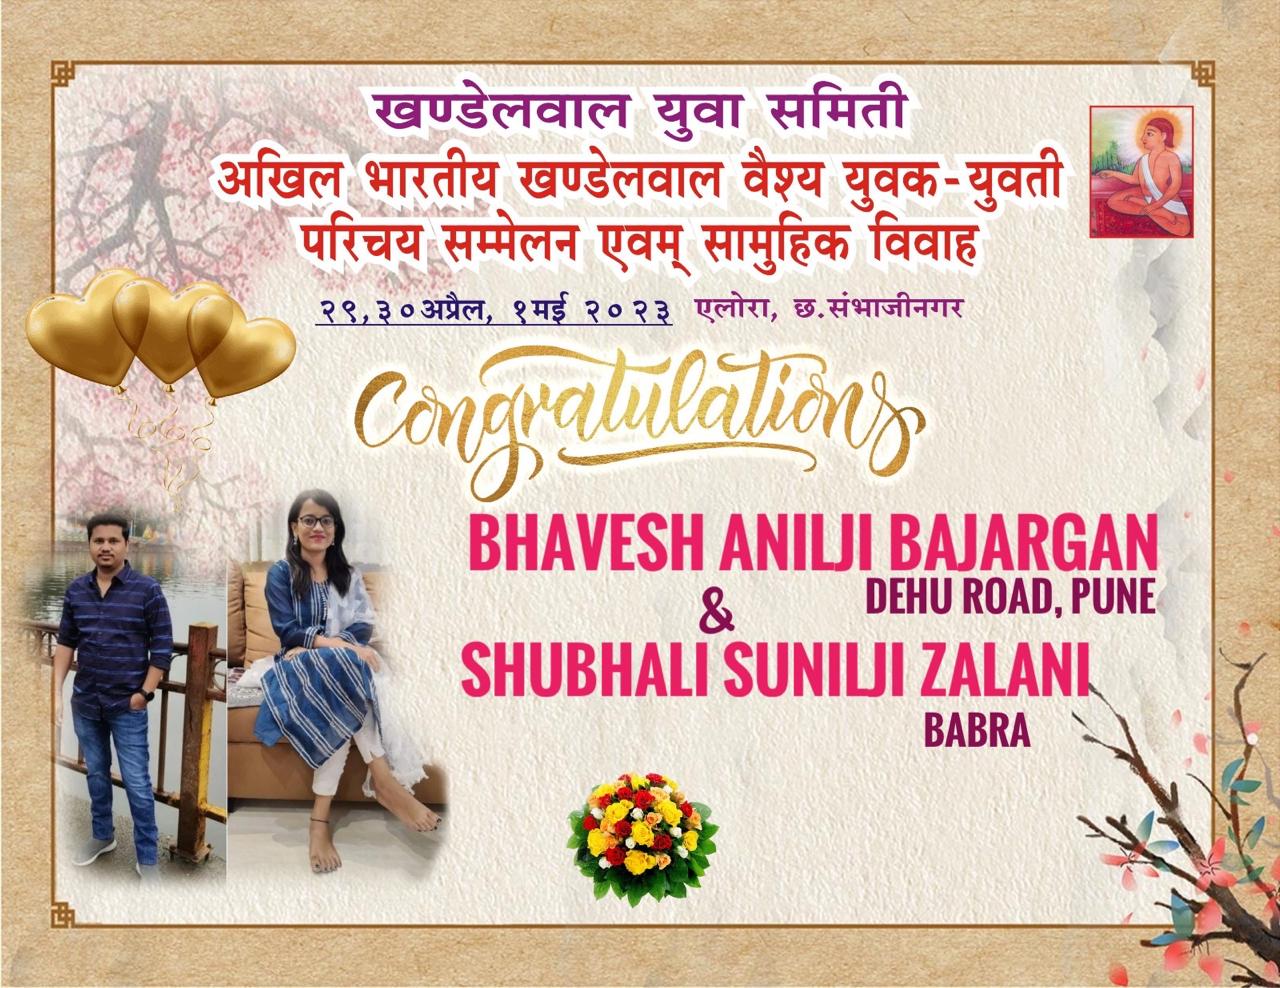 खण्डेलवाल युवा समिती
अखिल भारतीय खण्डेलवाल वैश्य युवक-युवती
परिचय सम्मेलन एवम् सामुहिक विवाह
२९,३०अप्रैल, १मई २०२३ एलोरा, छ.संभाजीनगर
Congratulations
BHAVESH ANILJI BAJARGAN
DEHU ROAD, PUNE
&
SHUBHALI SUNILJI ZALANI
BABRA